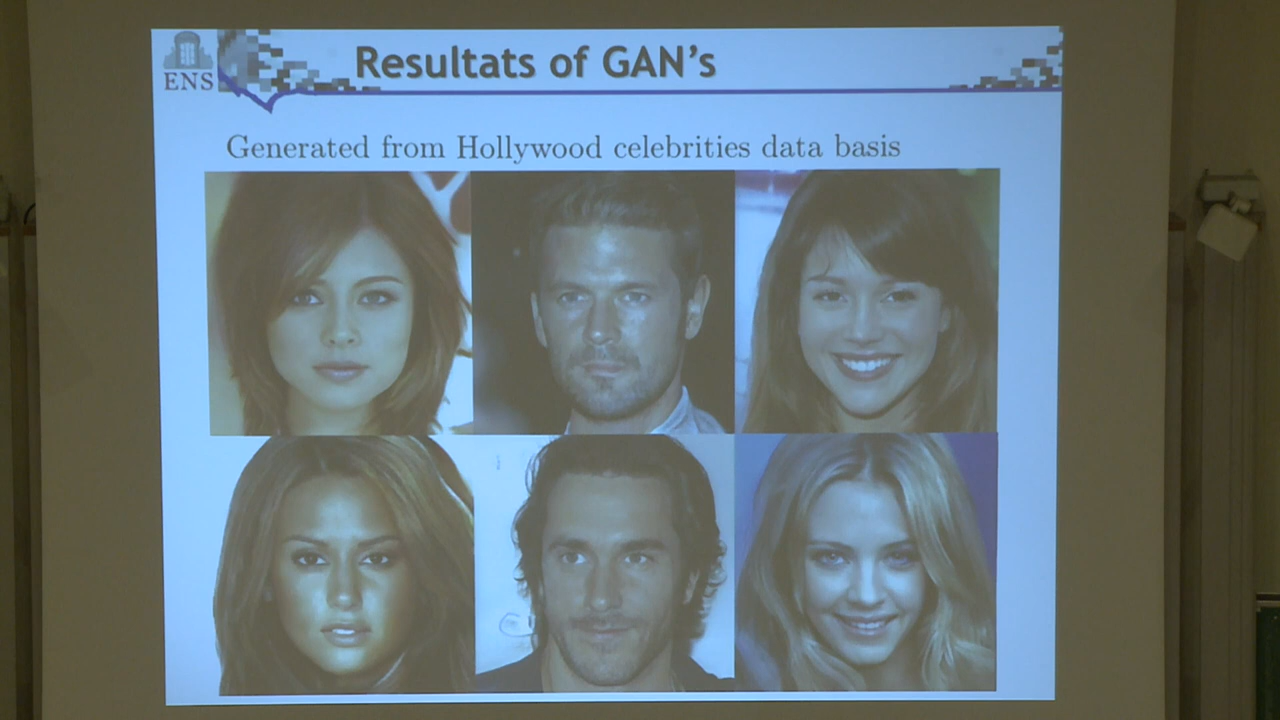 ENS
Resultats of GAN's
Generated from Hollywood celebrities data basis